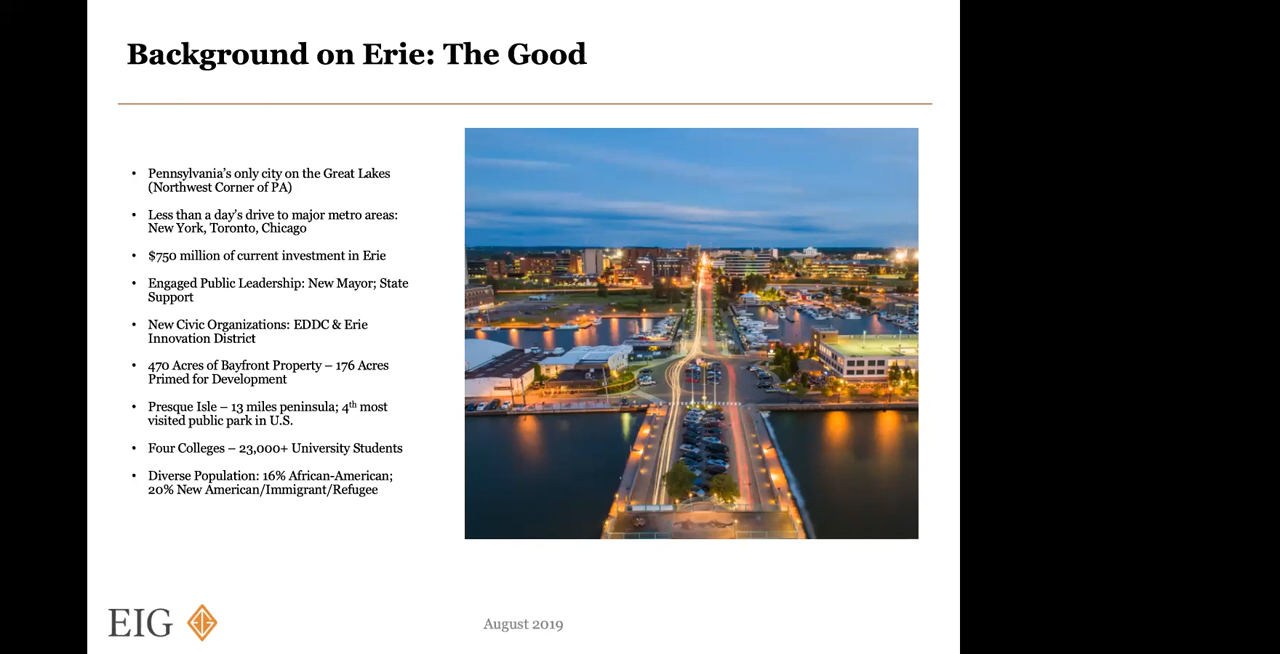 Background on Erie: The Good
• Pennsylvania's only city on the Great Lakes
(Northwest Corner of PA)
• Less than a day's drive to major metro areas:
New York, Toronto, Chicago
• $750 million of current investment in Erie
• Engaged Public Leadership: New Mayor; State
Support
• New Civic Organizations: EDDC & Erie
Innovation District
• 470 Acres of Bayfront Property – 176 Acres
Primed for Development
• Presque Isle – 13 miles peninsula; 4th most
visited public park in U.S.
• Four Colleges – 23,000+ University Students
• Diverse Population: 16% African-American;
20% New American/Immigrant/Refugee
EIG
August 2019